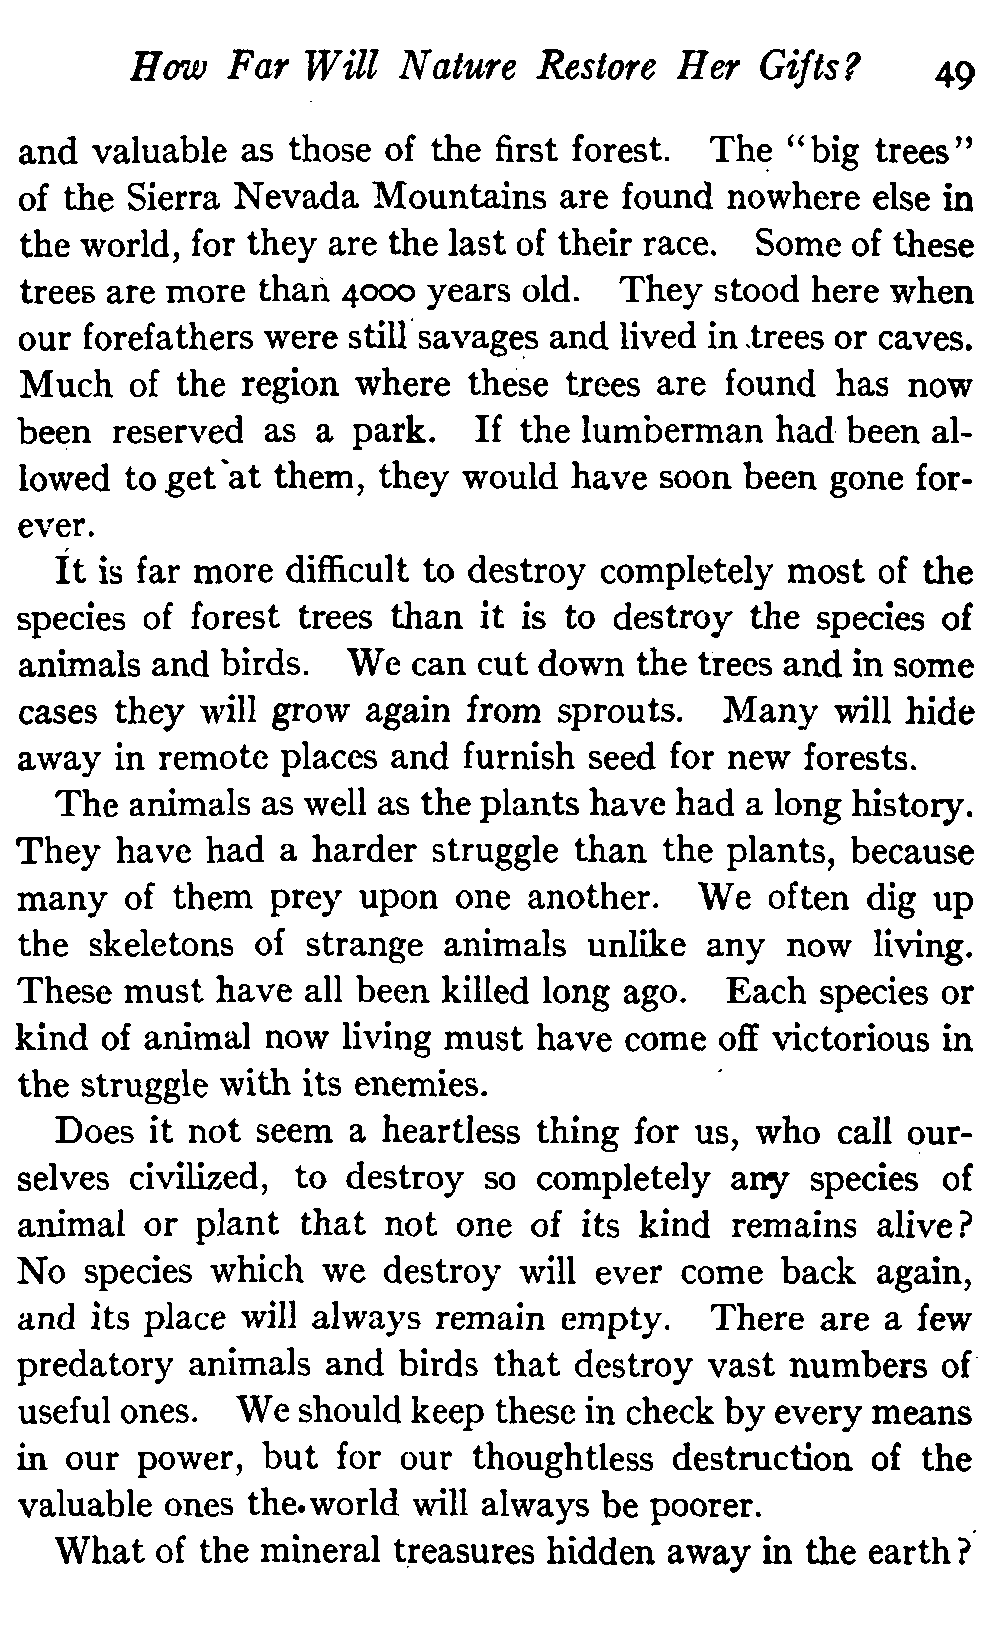 How Far Will Nature Restore Her Gifts? 49
and valuable as those of the first forest. The "big trees"
of the Sierra Nevada Mountains are found nowhere else in
the world, for they are the last of their race. Some of these
trees are more than 4000 years old. They stood here when
our forefathers were still savages and lived in trees or caves.
Much of the region where these trees are found has now
been reserved as a park. If the lumberman had been al-
lowed to get at them, they would have soon been gone for-
ever.
It is far more difficult to destroy completely most of the
species of forest trees than it is to destroy the species of
animals and birds. We can cut down the trees and in some
cases they will grow again from sprouts. Many will hide
away in remote places and furnish seed for new forests.
The animals as well as the plants have had a long history.
They have had a harder struggle than the plants, because
many of them prey upon one another. We often dig up
the skeletons of strange animals unlike any now living.
These must have all been killed long ago. Each species or
kind of animal now living must have come off victorious in
the struggle with its enemies.
Does it not seem a heartless thing for us, who call our-
selves civilized, to destroy so completely any species of
animal or plant that not one of its kind remains alive?
No species which we destroy will ever come back again,
and its place will always remain empty. There are a few
predatory animals and birds that destroy vast numbers of
useful ones. We should keep these in check by every means
in our power, but for our thoughtless destruction of the
valuable ones the world will always be poorer.
What of the mineral treasures hidden away in the earth?